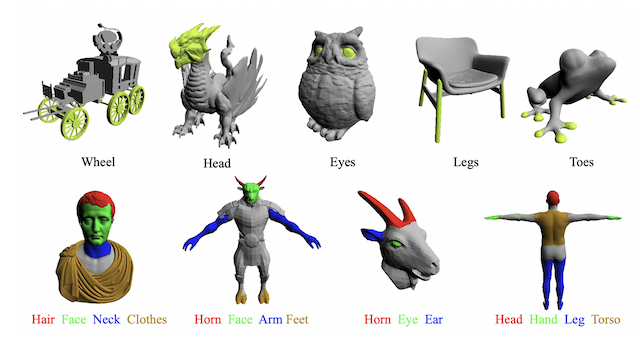 Wheel
Head
Eyes
Legs
Toes
Hair Face Neck Clothes
Horn Face Arm Feet
Horn Eye Ear
Head Hand Leg Torso